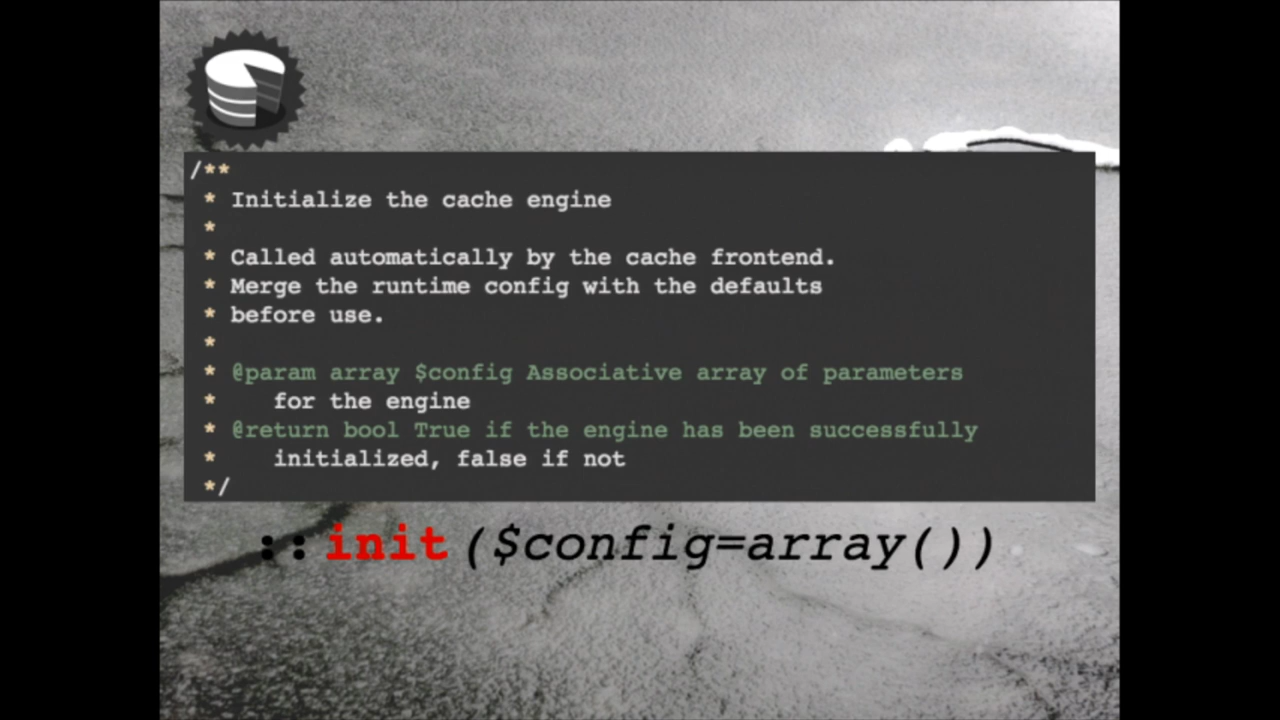 /**
* Initialize the cache engine
*
* Called automatically by the cache frontend.
* Merge the runtime config with the defaults
* before use.
*
* @param array $config Associative array of parameters
* for the engine
* @return bool True if the engine has been successfully
* initialized, false if not
*/
::init($config=array())